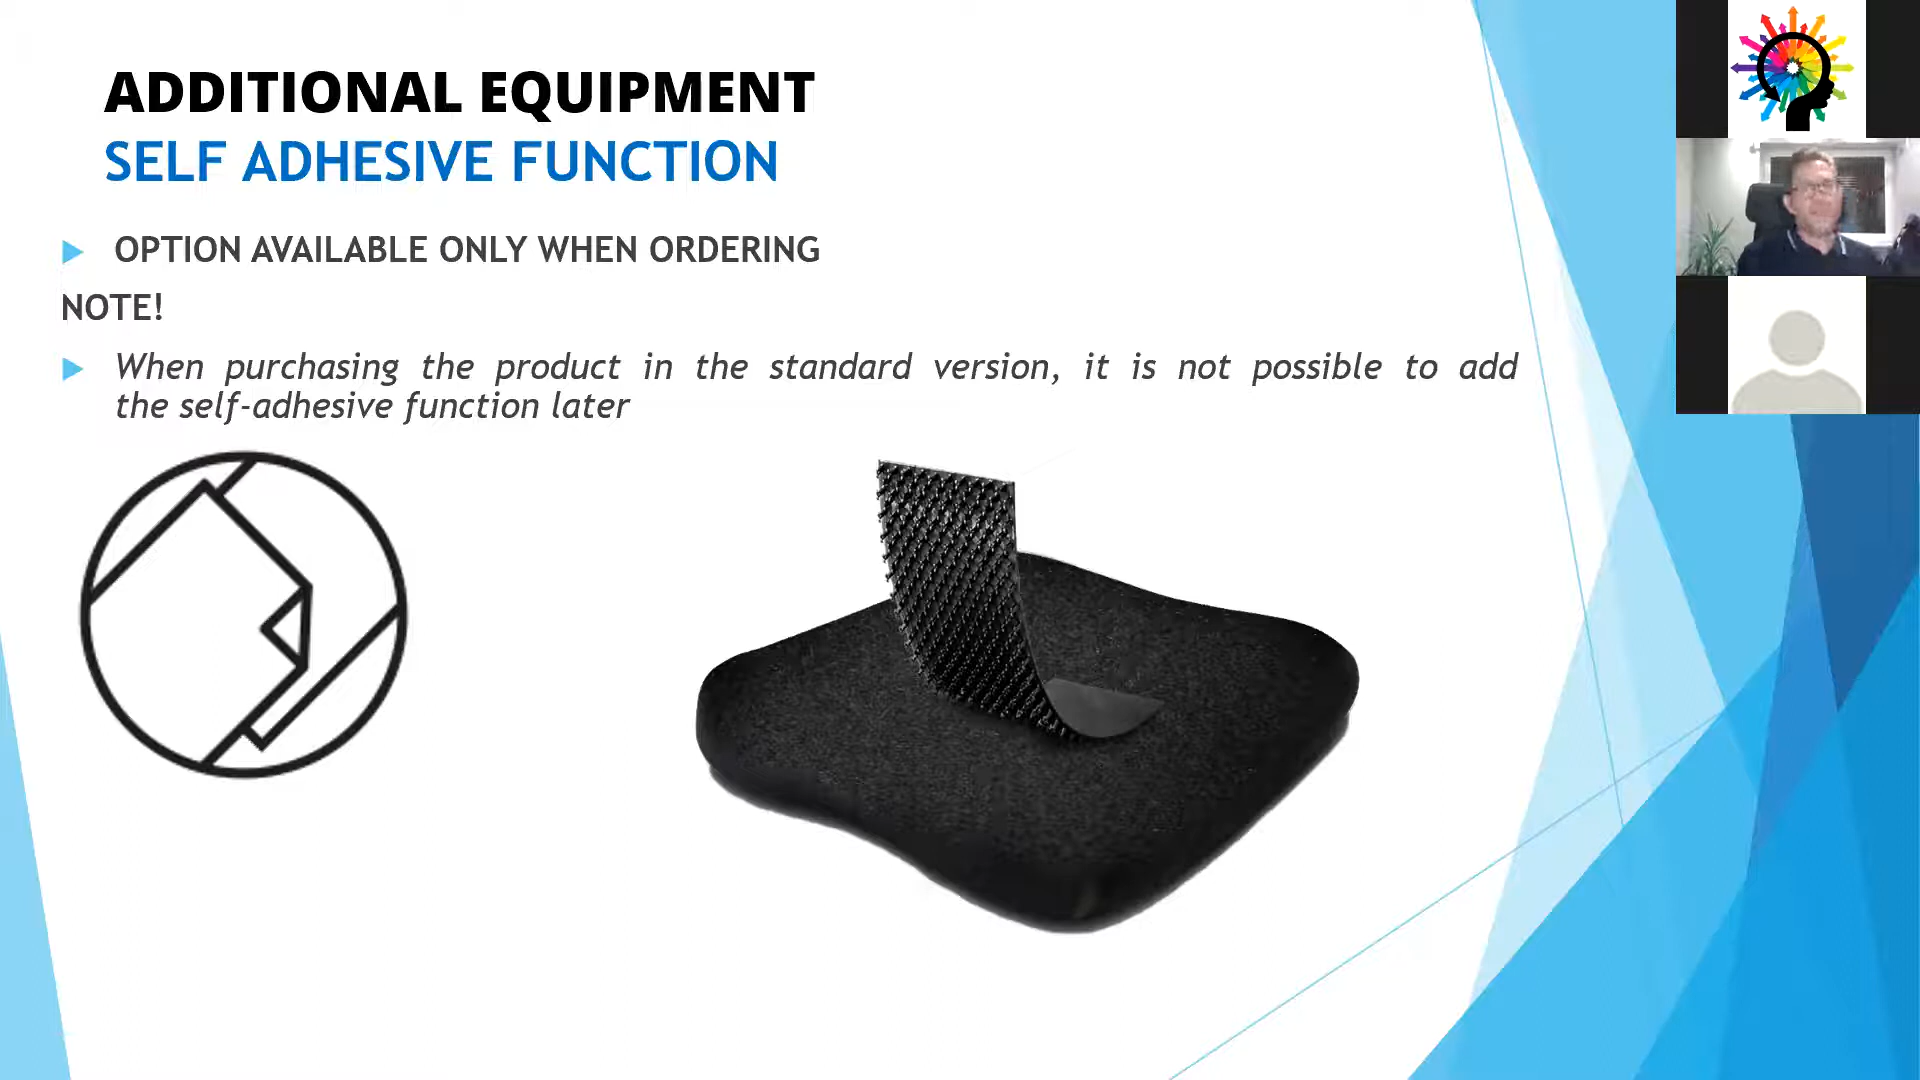 ADDITIONAL EQUIPMENT
SELF ADHESIVE FUNCTION
OPTION AVAILABLE ONLY WHEN ORDERING
NOTE!
When purchasing the product in the standard version, it is not possible to add
the self-adhesive function later